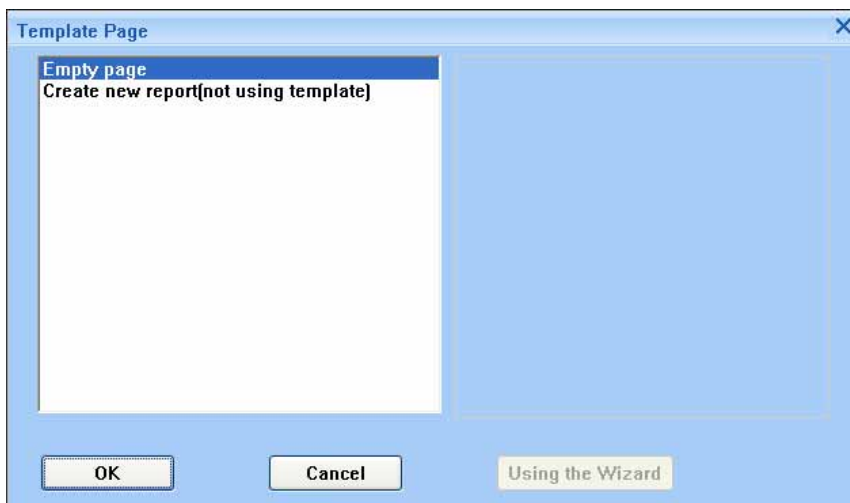 Template Page
Empty page
Create new report(not using template)
OK
Cancel
Using the Wizard